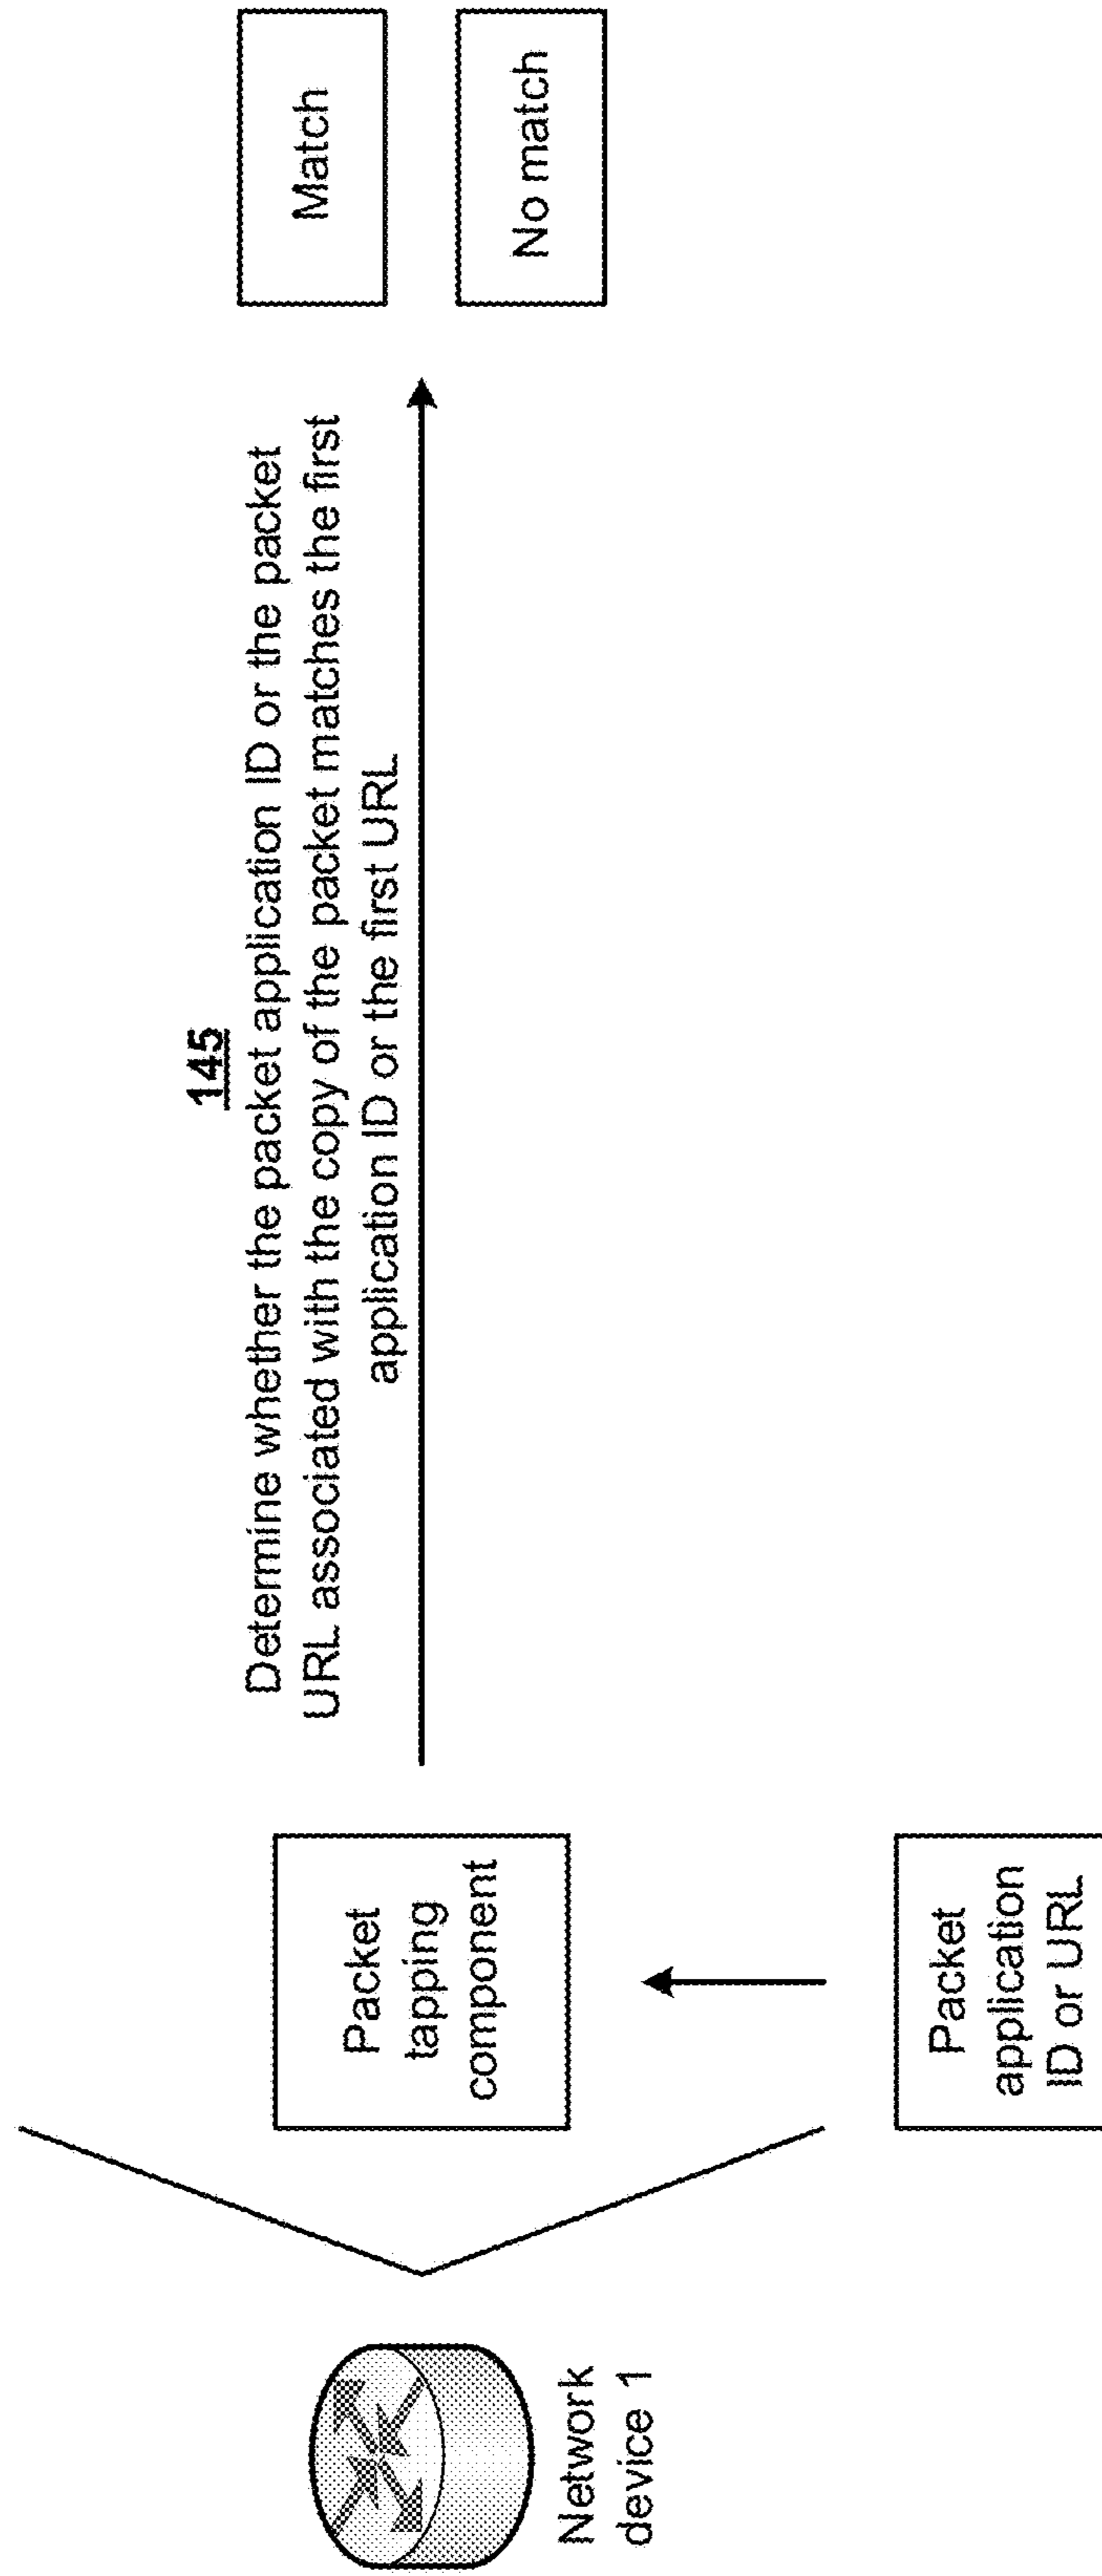 145
Determine whether the packet application ID or the packet
URL associated with the copy of the packet matches the first
application ID or the first URL
Match
No match
Packet
tapping
component
Packet
application
ID or URL
Network
device 1